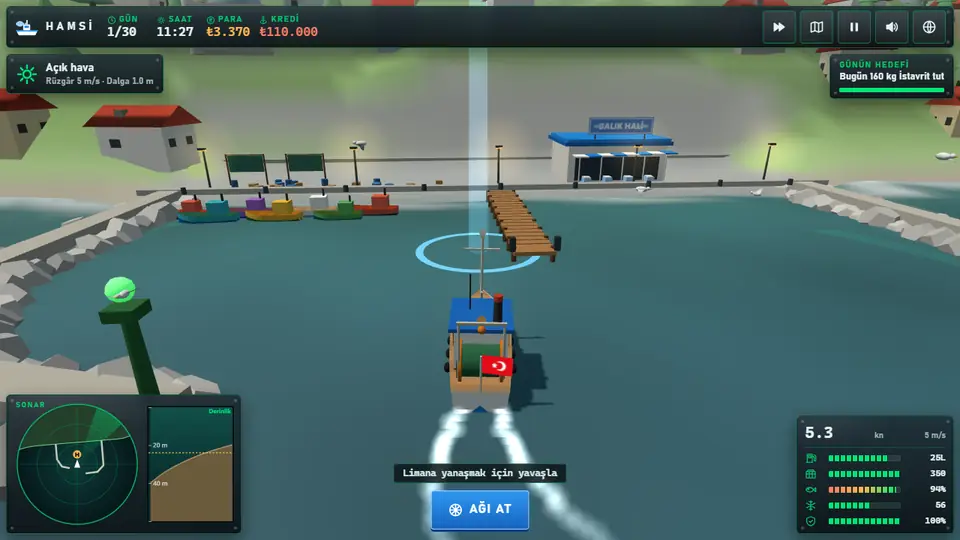 HAMSİ
GÜN
1/30
SAAT
11:27
PARA
₺3.370
KREDİ
₺110.000
Açık hava
Rüzgâr 5 m/s · Dalga 1.0 m
GÜNÜN HEDEFİ
Bugün 160 kg İstavrit tut
BALIK HALİ
SONAR
H
Derinlik
20 m
40 m
Limana yanaşmak için yavaşla
AĞI AT
5.3
kn
5 m/s
25L
350
94%
56
100%